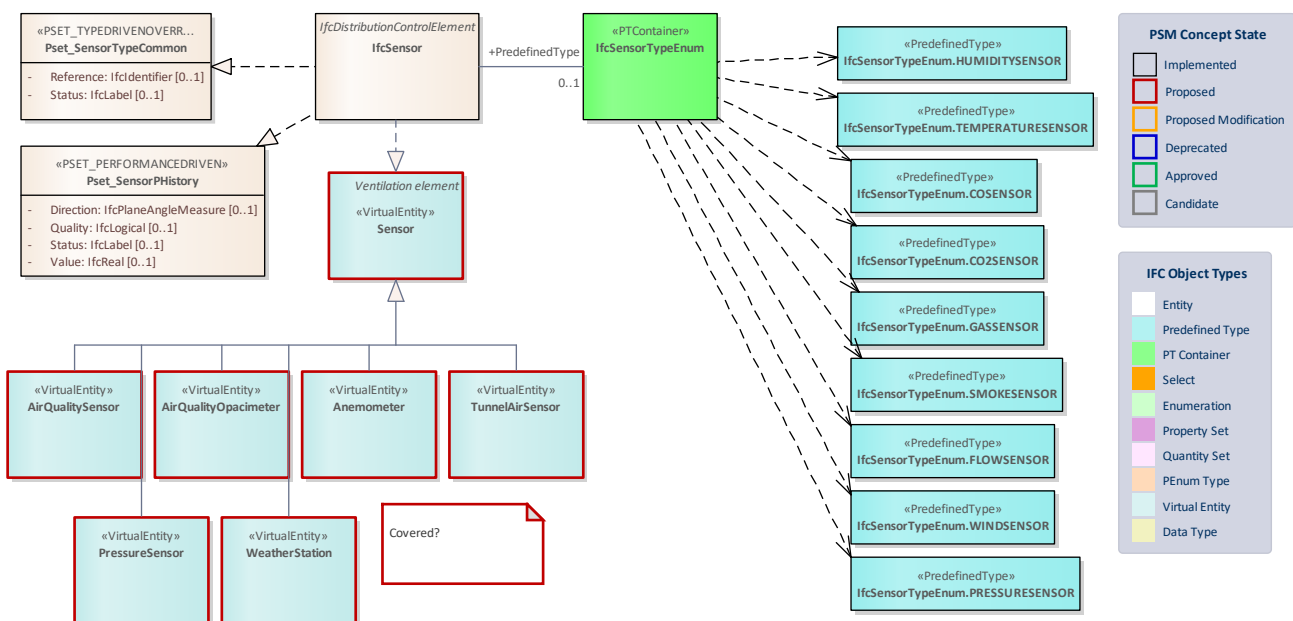 «PSET_TYPEDRIVENOVERR...
Pset_SensorTypeCommon
- Reference: IfcIdentifier [0..1]
- Status: IfcLabel [0..1]
IfcDistributionControlElement
IfcSensor
+PredefinedType
0..1
«PTContainer»
IfcSensorTypeEnum
«PSET_PERFORMANCEDRIVEN»
Pset_SensorPHistory
- Direction: IfcPlaneAngleMeasure [0..1]
- Quality: IfcLogical [0..1]
- Status: IfcLabel [0..1]
- Value: IfcReal [0..1]
Ventilation element
«VirtualEntity»
Sensor
«VirtualEntity»
AirQualitySensor
«VirtualEntity»
AirQualityOpacimeter
«VirtualEntity»
Anemometer
«VirtualEntity»
TunnelAirSensor
«VirtualEntity»
PressureSensor
«VirtualEntity»
WeatherStation
Covered?
«PredefinedType»
IfcSensorTypeEnum.HUMIDITYSENSOR
«PredefinedType»
IfcSensorTypeEnum.TEMPERATURESENSOR
«PredefinedType»
IfcSensorTypeEnum.COSENSOR
«PredefinedType»
IfcSensorTypeEnum.CO2SENSOR
«PredefinedType»
IfcSensorTypeEnum.GASSENSOR
«PredefinedType»
IfcSensorTypeEnum.SMOKESENSOR
«PredefinedType»
IfcSensorTypeEnum.FLOWSENSOR
«PredefinedType»
IfcSensorTypeEnum.WINDSENSOR
«PredefinedType»
IfcSensorTypeEnum.PRESSURESENSOR
PSM Concept State
Implemented
Proposed
Proposed Modification
Deprecated
Approved
Candidate
IFC Object Types
Entity
Predefined Type
PT Container
Select
Enumeration
Property Set
Quantity Set
PEnum Type
Virtual Entity
Data Type